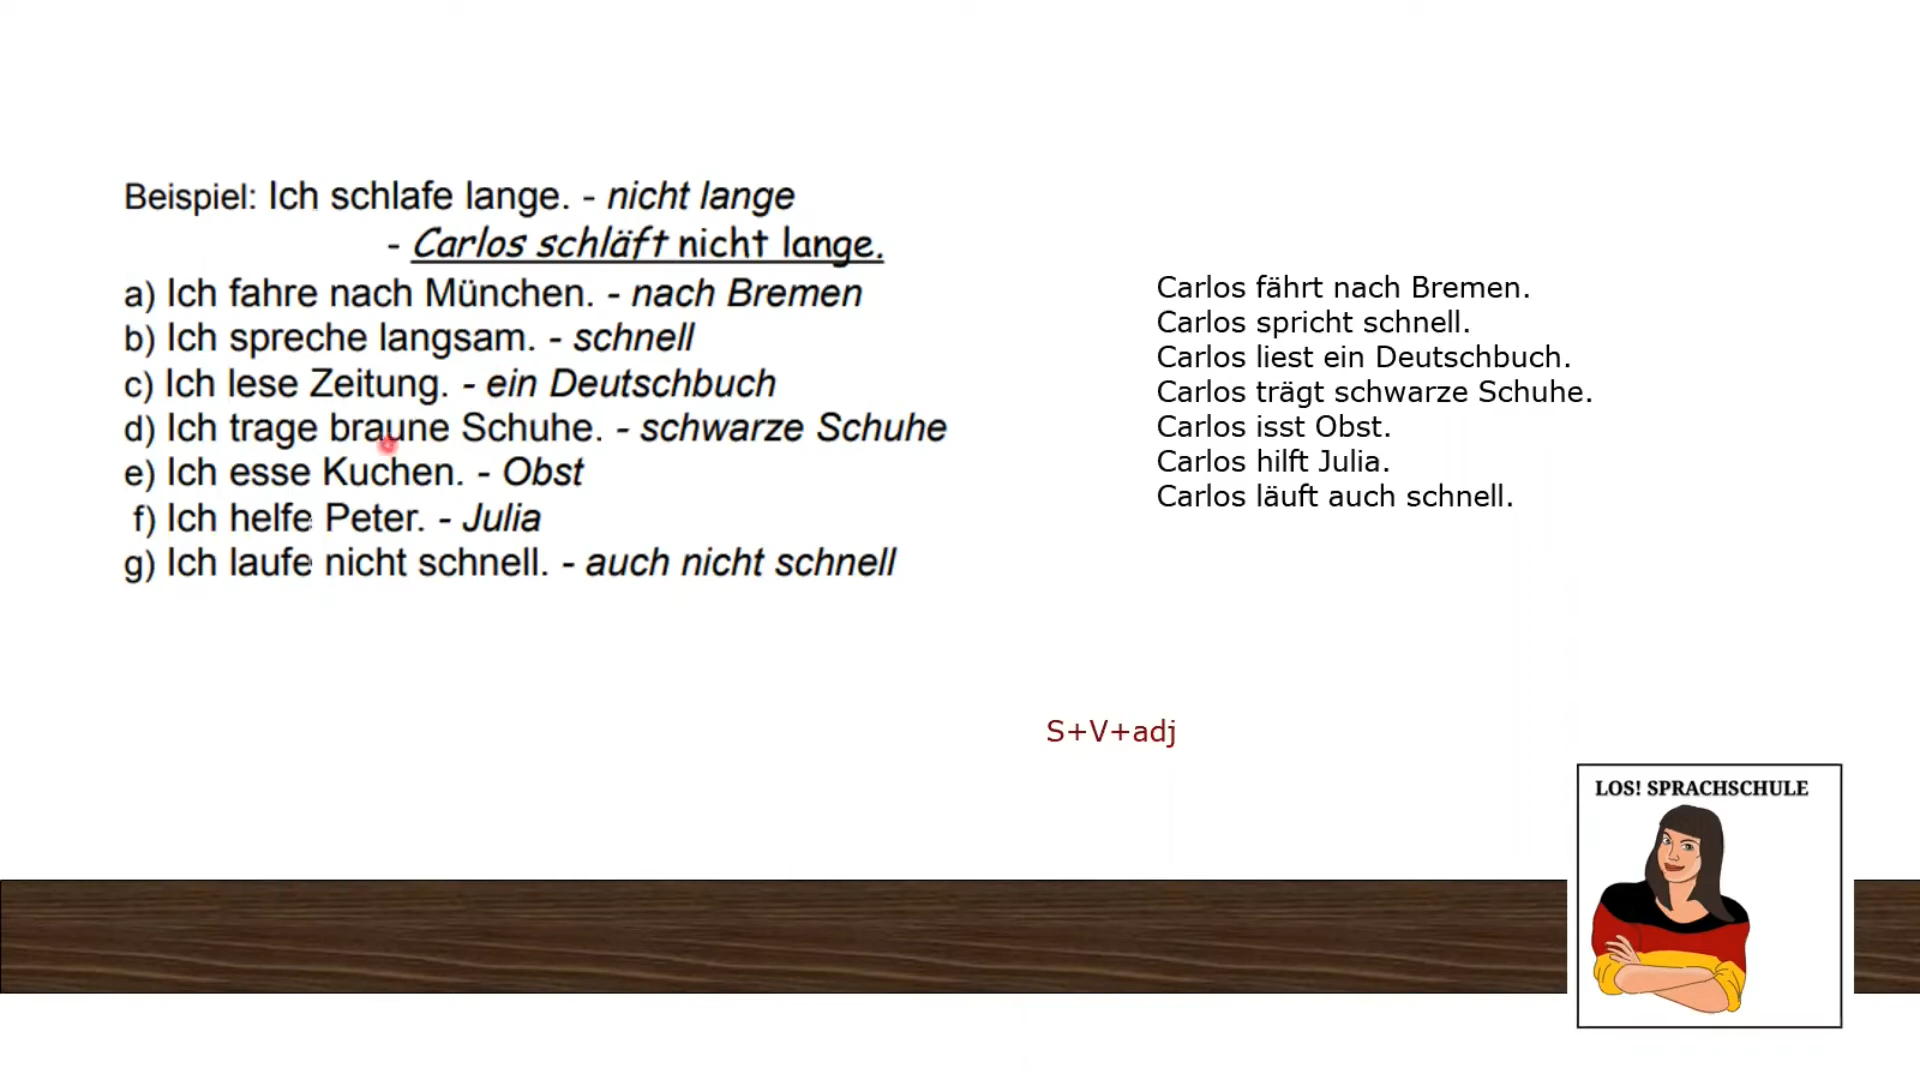 Beispiel: Ich schlafe lange. - nicht lange
- Carlos schläft nicht lange.
a) Ich fahre nach München. - nach Bremen
b) Ich spreche langsam. - schnell
c) Ich lese Zeitung. - ein Deutschbuch
d) Ich trage braune Schuhe. - schwarze Schuhe
e) Ich esse Kuchen. - Obst
f) Ich helfe Peter. - Julia
g) Ich laufe nicht schnell. - auch nicht schnell
Carlos fährt nach Bremen.
Carlos spricht schnell.
Carlos liest ein Deutschbuch.
Carlos trägt schwarze Schuhe.
Carlos isst Obst.
Carlos hilft Julia.
Carlos läuft auch schnell.
S+V+adj
LOS! SPRACHSCHULE